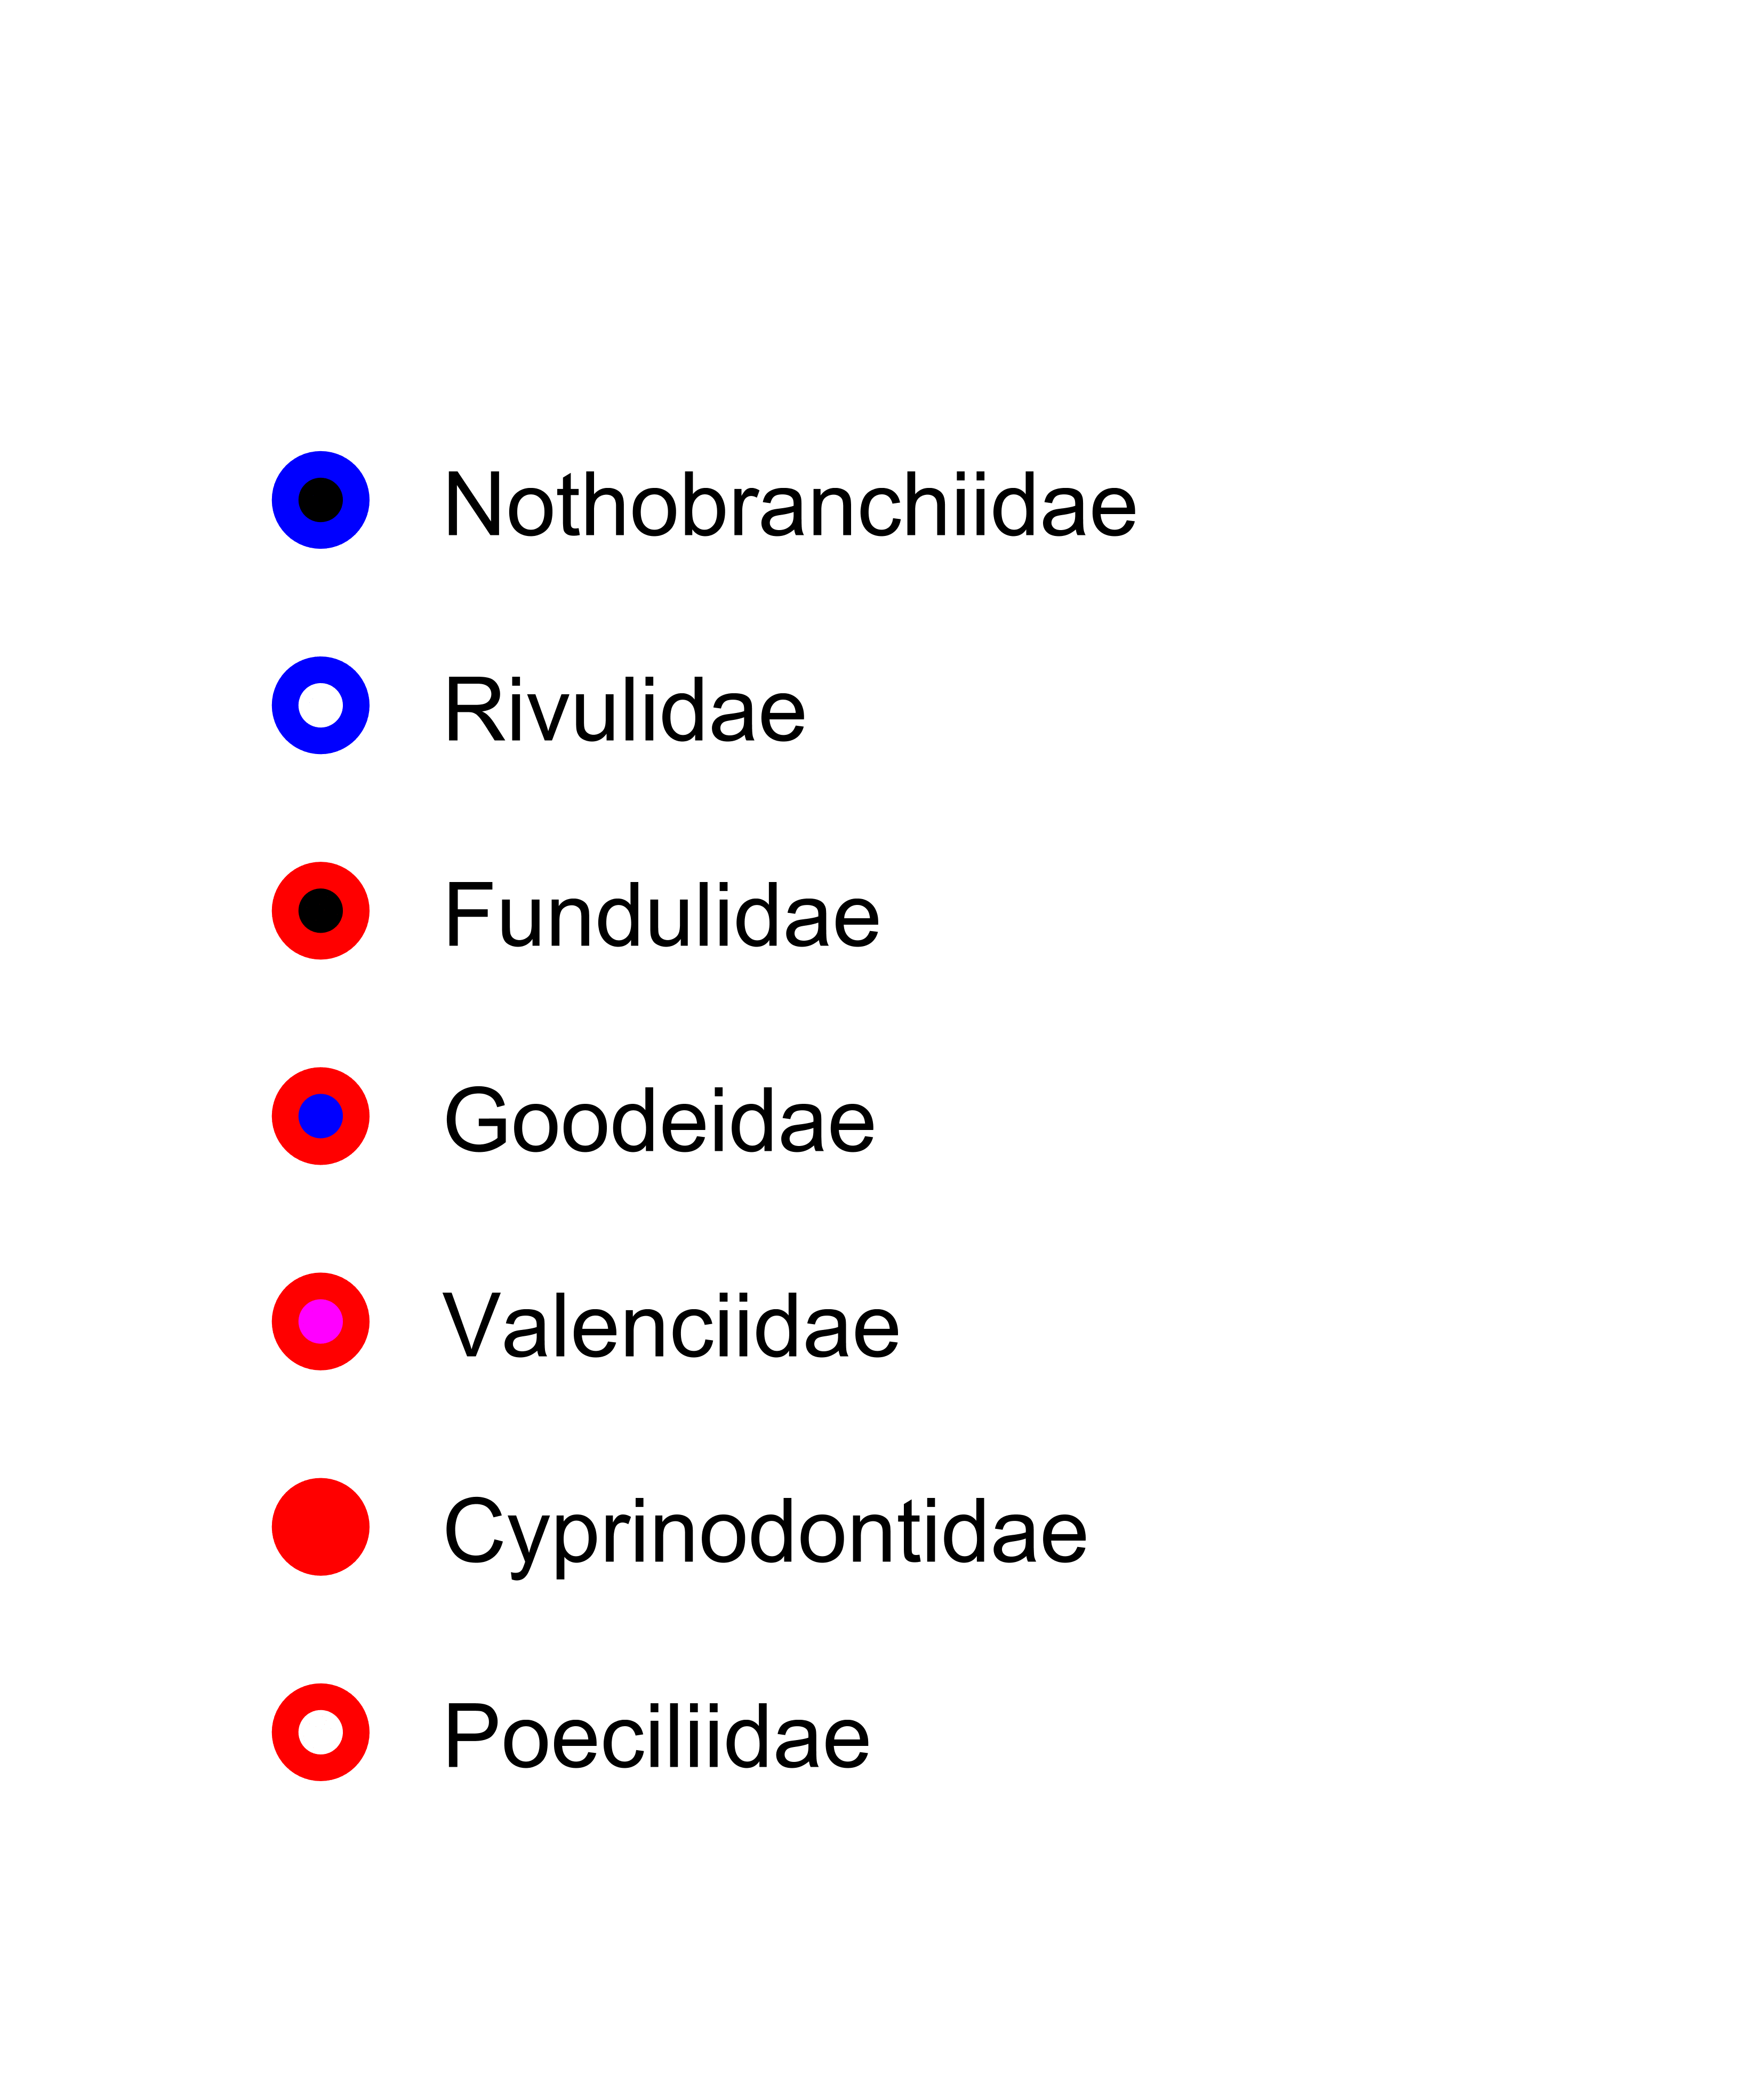 Nothobranchiidae
Rivulidae
Fundulidae
Goodeidae
Valenciidae
Cyprinodontidae
Poeciliidae